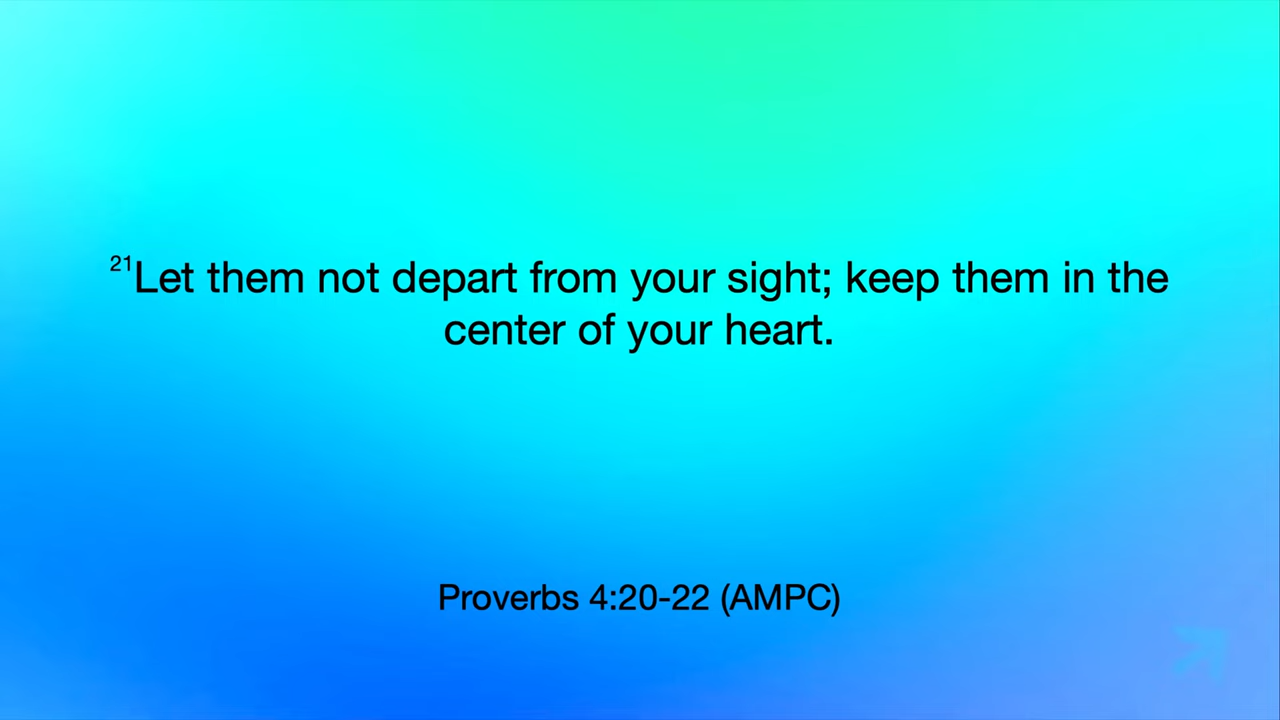 21Let them not depart from your sight; keep them in the
center of your heart.
Proverbs 4:20-22 (AMPC)